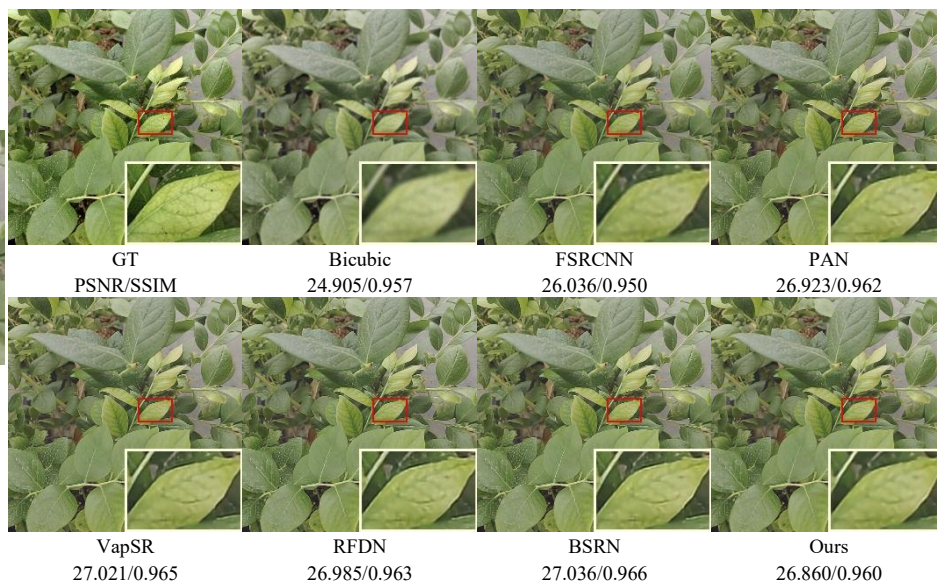 GT Bicubic FSRCNN PAN
PSNR/SSIM 24.905/0.957 26.036/0.950 26.923/0.962
VapSR RFDN BSRN Ours
27.021/0.965 26.985/0.963 27.036/0.966 26.860/0.960